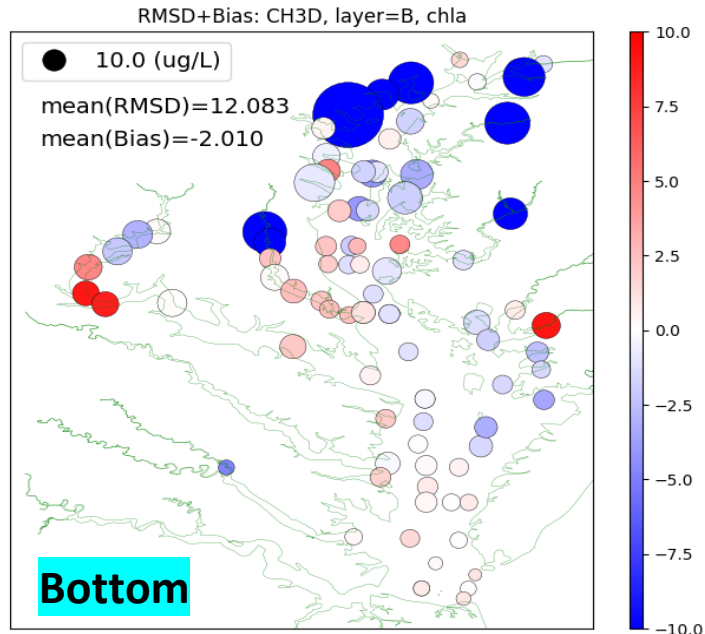 RMSD+Bias: CH3D, layer=B, chla
10.0 (ug/L)
mean(RMSD)=12.083
mean(Bias)=-2.010
Bottom
10.0
7.5
5.0
2.5
0.0
−2.5
−5.0
−7.5
−10.0